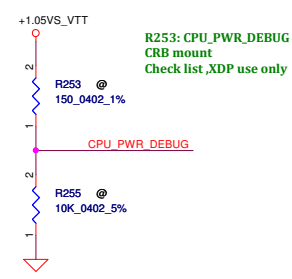 +1.05VS_VTT
R253: CPU_PWR_DEBUG
CRB mount
Check list ,XDP use only
2
R253 @
150_0402_1%
1
CPU_PWR_DEBUG
2
R255 @
10K_0402_5%
1